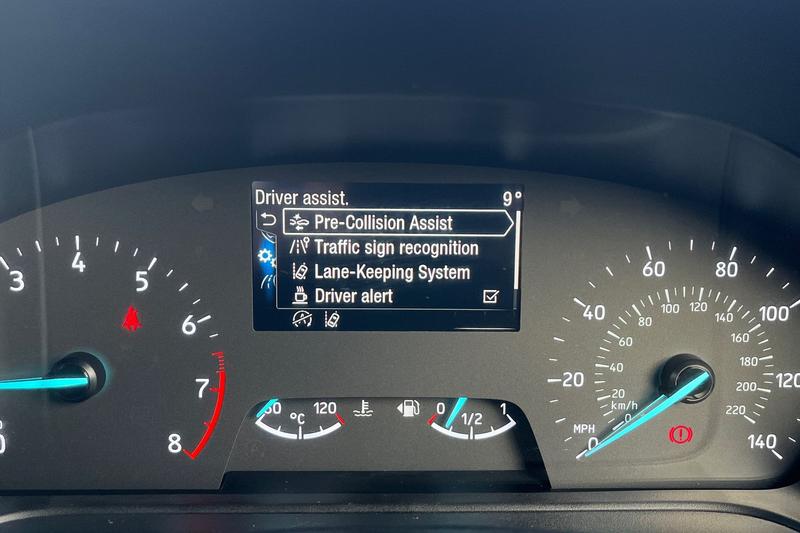 Driver assist. 9°
Pre-Collision Assist
Traffic sign recognition
Lane-Keeping System
Driver alert
3 4 5 6 7 8
60 °C 120
0 1/2 1
0 20 40 60 80 100 120 140
MPH
0 20 40 60 80 100 120 140 160 180 200 220
km/h